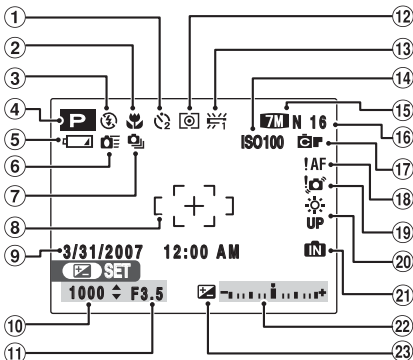 ① ② ③ ④ ⑤ ⑥ ⑦ ⑧ ⑨ ⑩ ⑪
⑫ ⑬ ⑭ ⑮ ⑯ ⑰ ⑱ ⑲ ⑳ ㉑ ㉒ ㉓
P 2 1 7M N 16
ISO100
!AF
!
UP
IN
3/31/2007 12:00 AM
SET
1000 F3.5 - +